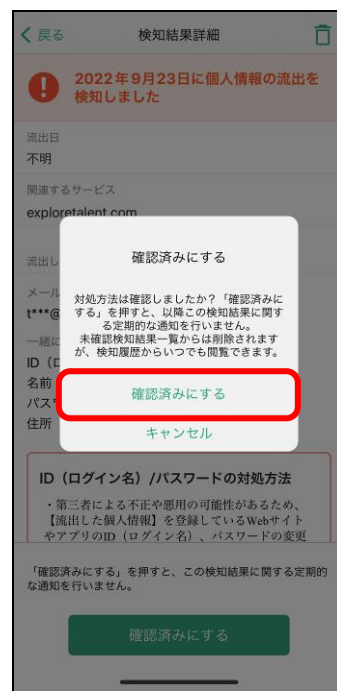 戻る 検知結果詳細
2022年9月23日に個人情報の流出を
検知しました
流出日
不明
関連するサービス
exploretalent.com
流出し
確認済みにする
メール
t***@
対処方法は確認しましたか？「確認済みに
する」を押すと、以降この検知結果に関す
る定期的な通知を行いません。
未確認検知結果一覧からは削除されます
が、検知履歴からいつでも閲覧できます。
一緒に
ID（ロ
名前
パスワ
住所
確認済みにする
キャンセル
ID（ログイン名）/パスワードの対処方法
・第三者による不正や悪用の可能性があるため、
【流出した個人情報】を登録しているWebサイト
やアプリのID（ログイン名）、パスワードの変更
「確認済みにする」を押すと、この検知結果に関する定期的
な通知を行いません。
確認済みにする